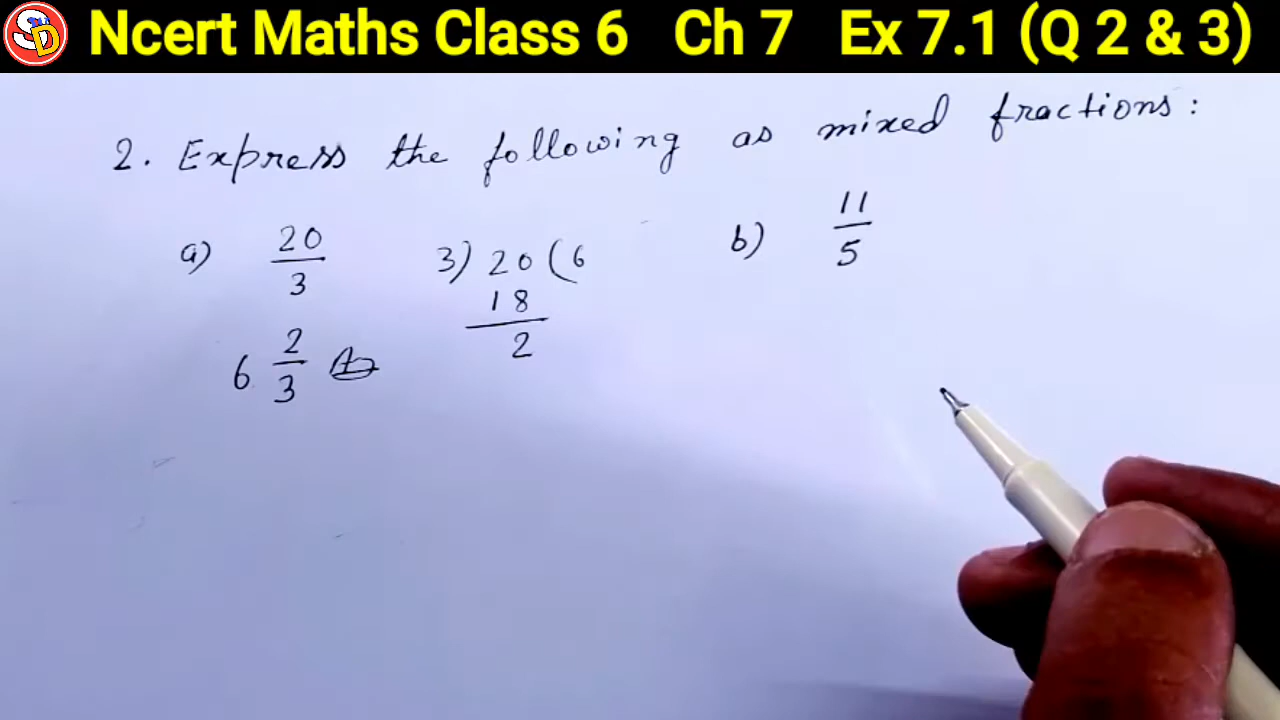 SD
Ncert Maths Class 6 Ch 7 Ex 7.1 (Q 2 & 3)
2. Express the following as mixed fractions:
a) 20/3 3) 20 (6 b) 11/5
18
2
6 2/3